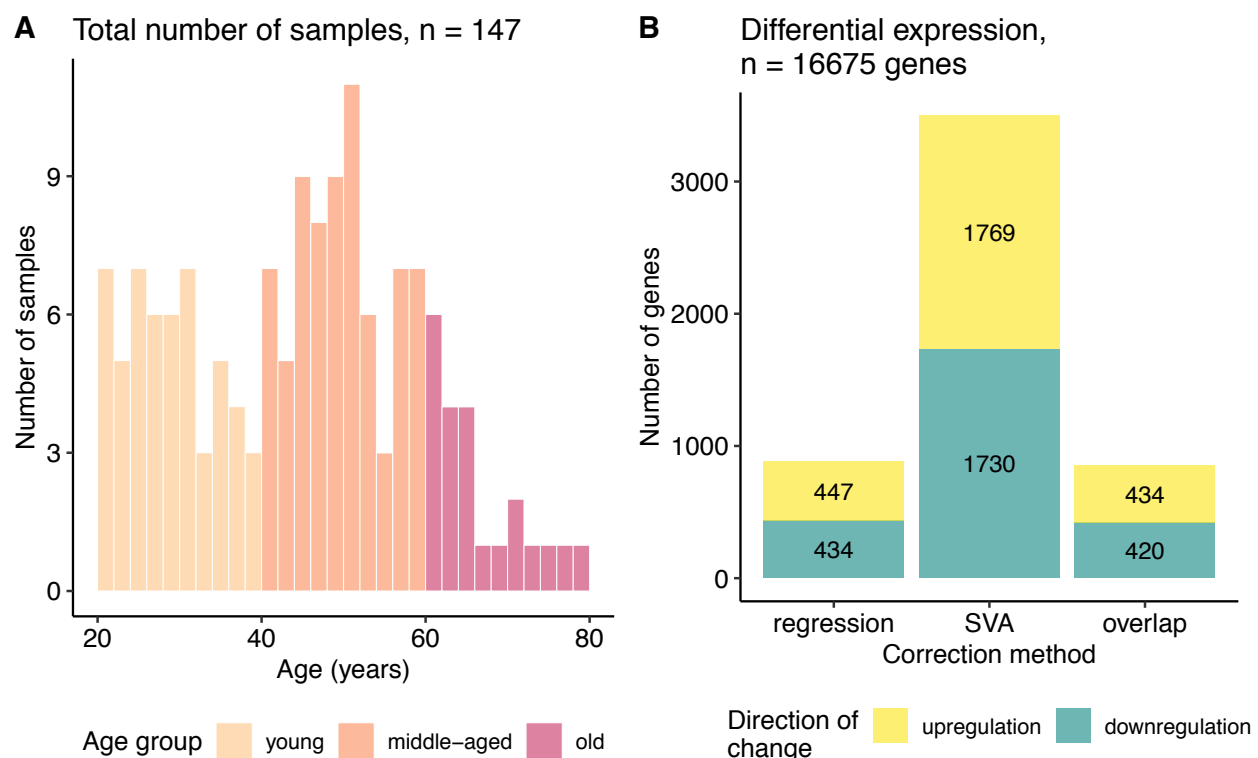 A
Total number of samples, n = 147
9
6
3
0
Number of samples
20 40 60 80
Age (years)
Age group young middle−aged old
B
Differential expression,
n = 16675 genes
3000
2000
1000
0
Number of genes
1769
1730
447
434
434
420
regression SVA overlap
Correction method
Direction of
change
upregulation downregulation